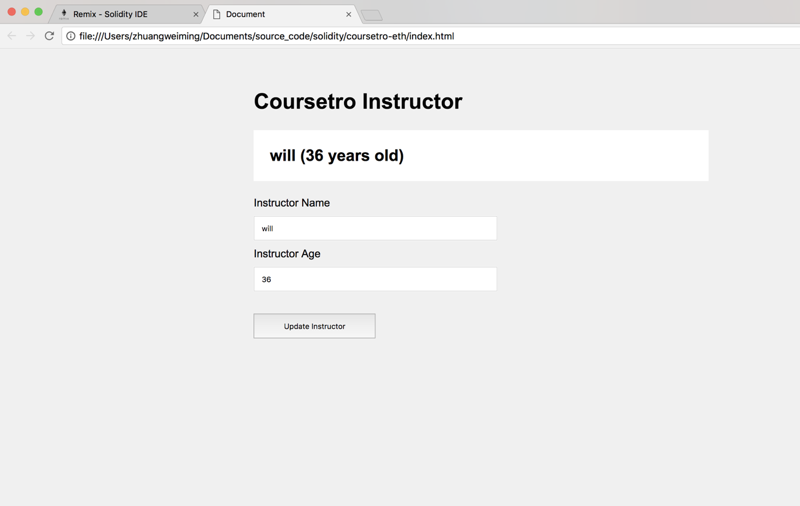 Remix - Solidity IDE
Document
file:///Users/zhuangweiming/Documents/source_code/solidity/coursetro-eth/index.html
Coursetro Instructor
will (36 years old)
Instructor Name
will
Instructor Age
36
Update Instructor